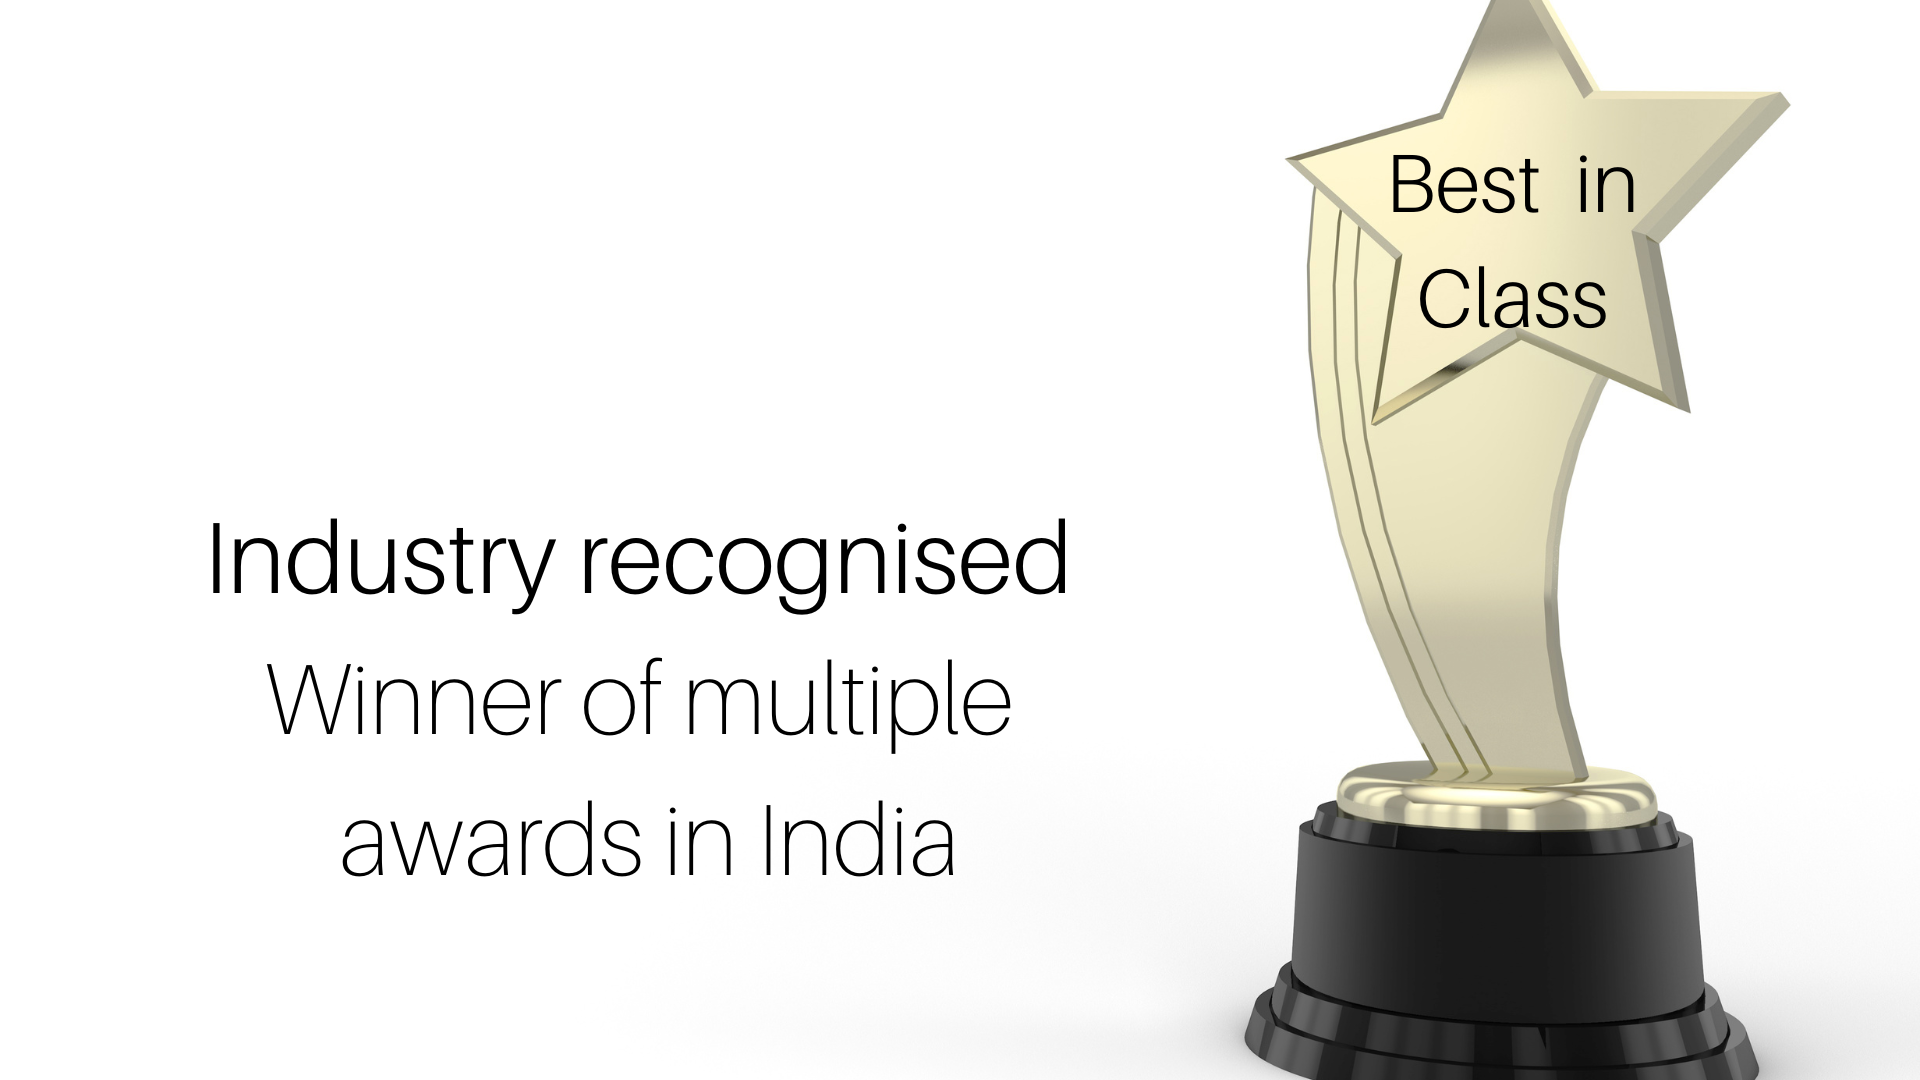 Best in
Class
Industry recognised
Winner of multiple
awards in India